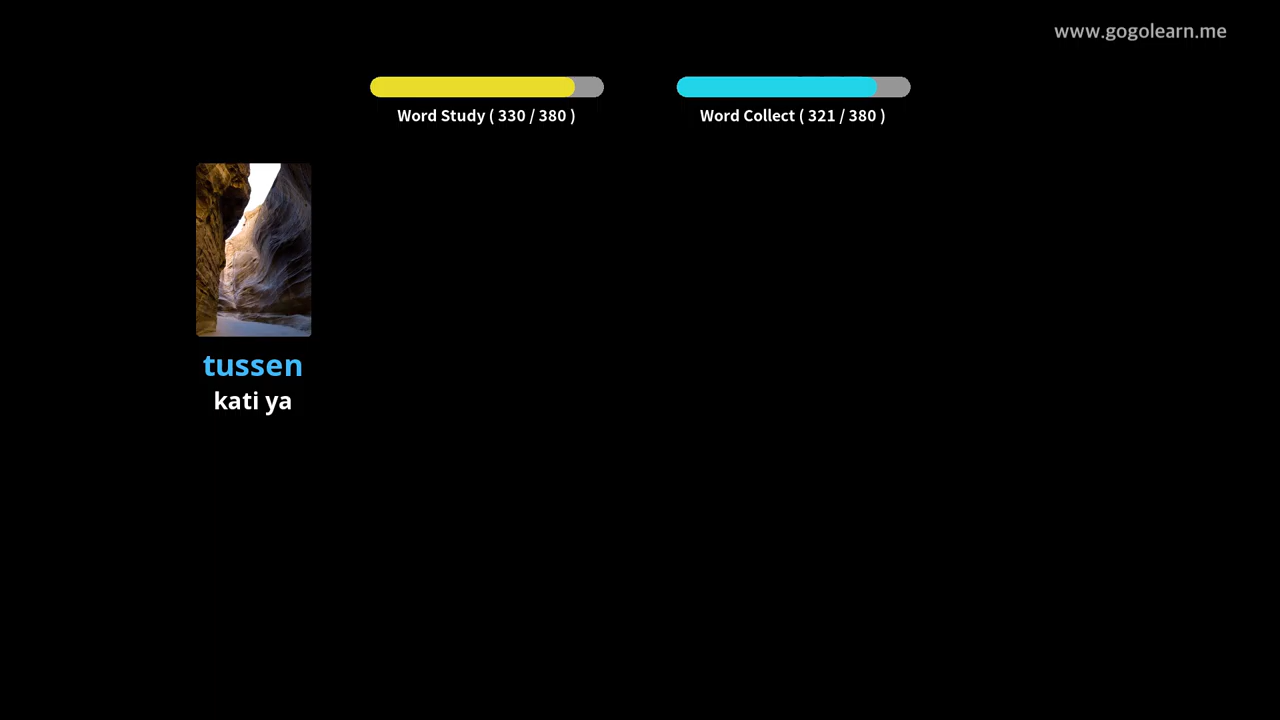 www.gogolearn.me
Word Study ( 330 / 380 )
Word Collect ( 321 / 380 )
tussen
kati ya